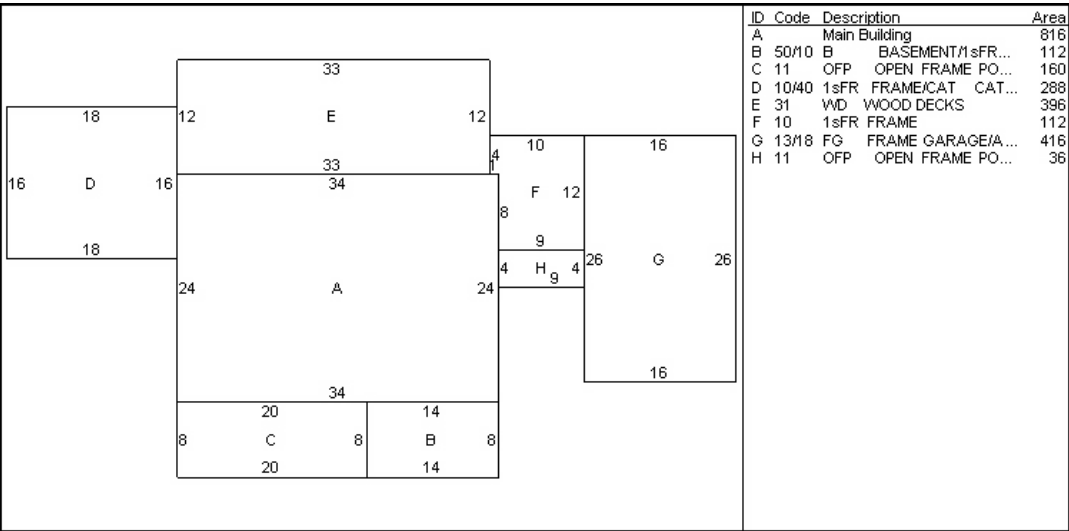 ID Code Description Area
A Main Building 816
B 50/10 B BASEMENT/1sFR... 112
C 11 OFP OPEN FRAME PO... 160
D 10/40 1sFR FRAME/CAT CAT... 288
E 31 WD WOOD DECKS 396
F 10 1sFR FRAME 112
G 13/18 FG FRAME GARAGE/A... 416
H 11 OFP OPEN FRAME PO... 36
33
18 12 E 12
10 16
4
33 1
34
16 D 16
F 12
8
18
9
4 H 4 26 G 26
9
24 A 24
16
34
20 14
8 C 8 B 8
20 14